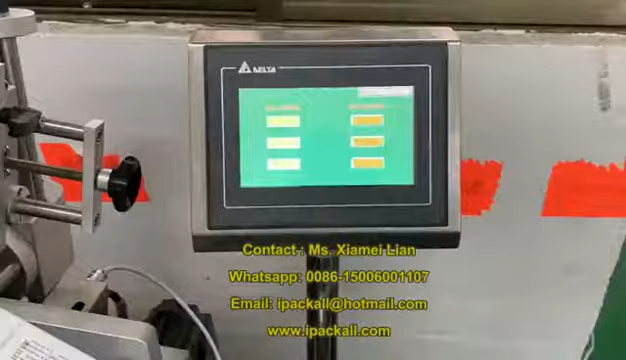 DELTA
Contact : Ms. Xiamei Lian
Whatsapp: 0086-15006001107
Email: ipackall@hotmail.com
www.ipackall.com